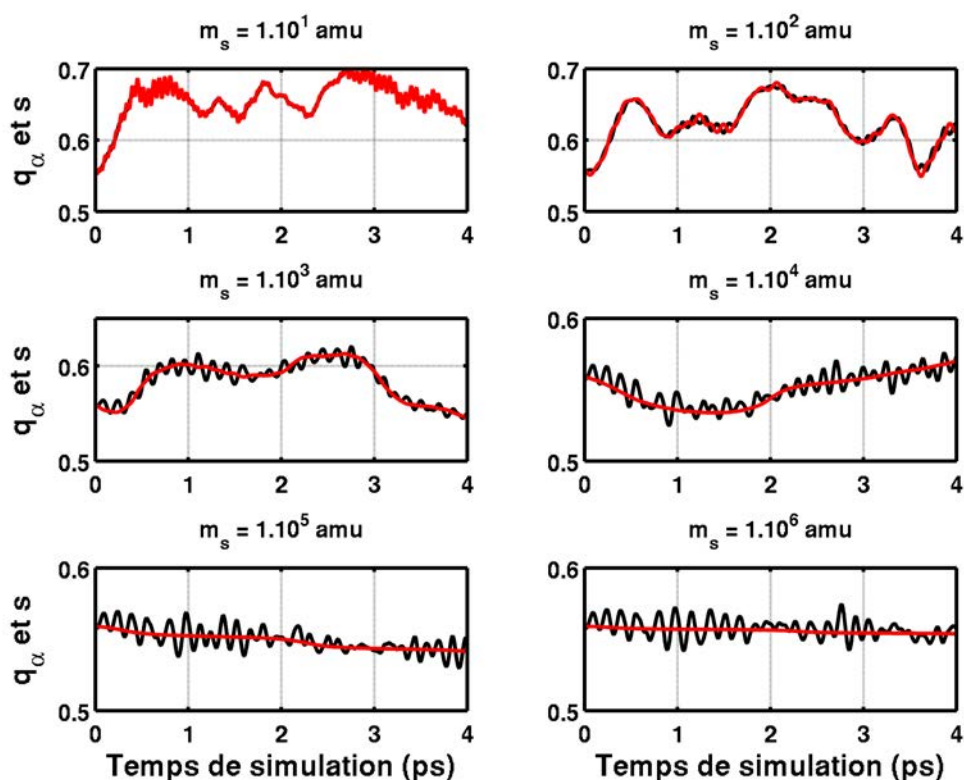 m_s = 1.10^1 amu
m_s = 1.10^2 amu
q_α et s
0.7
0.6
0.5
0 1 2 3 4
0.7
0.6
0.5
0 1 2 3 4
m_s = 1.10^3 amu
m_s = 1.10^4 amu
q_α et s
0.6
0.5
0 1 2 3 4
0.6
0.5
0 1 2 3 4
m_s = 1.10^5 amu
m_s = 1.10^6 amu
q_α et s
0.6
0.5
0 1 2 3 4
0.6
0.5
0 1 2 3 4
Temps de simulation (ps)
Temps de simulation (ps)